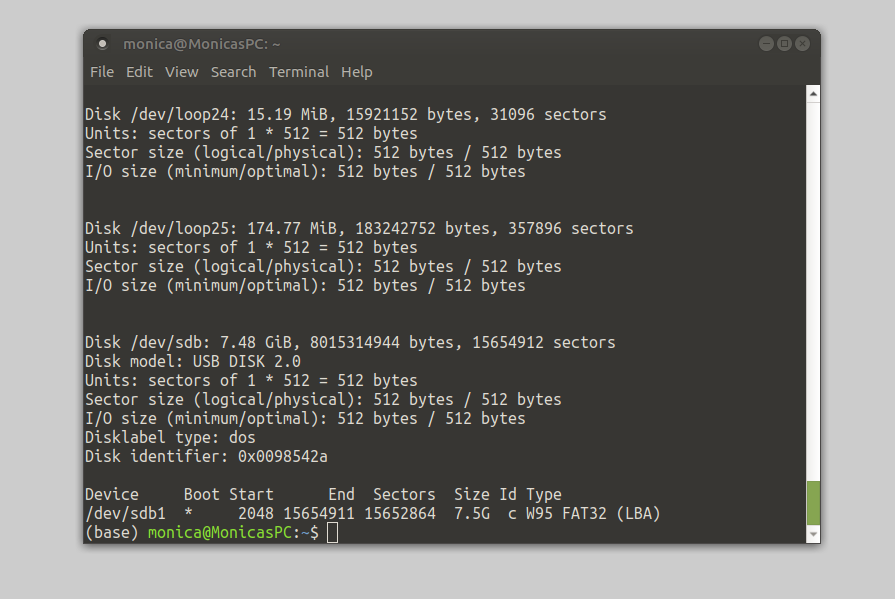 monica@MonicasPC: ~
File Edit View Search Terminal Help
Disk /dev/loop24: 15.19 MiB, 15921152 bytes, 31096 sectors
Units: sectors of 1 * 512 = 512 bytes
Sector size (logical/physical): 512 bytes / 512 bytes
I/O size (minimum/optimal): 512 bytes / 512 bytes
Disk /dev/loop25: 174.77 MiB, 183242752 bytes, 357896 sectors
Units: sectors of 1 * 512 = 512 bytes
Sector size (logical/physical): 512 bytes / 512 bytes
I/O size (minimum/optimal): 512 bytes / 512 bytes
Disk /dev/sdb: 7.48 GiB, 8015314944 bytes, 15654912 sectors
Disk model: USB DISK 2.0
Units: sectors of 1 * 512 = 512 bytes
Sector size (logical/physical): 512 bytes / 512 bytes
I/O size (minimum/optimal): 512 bytes / 512 bytes
Disklabel type: dos
Disk identifier: 0x0098542a
Device     Boot Start      End  Sectors  Size Id Type
/dev/sdb1  *     2048 15654911 15652864  7.5G  c W95 FAT32 (LBA)
(base) monica@MonicasPC:~$